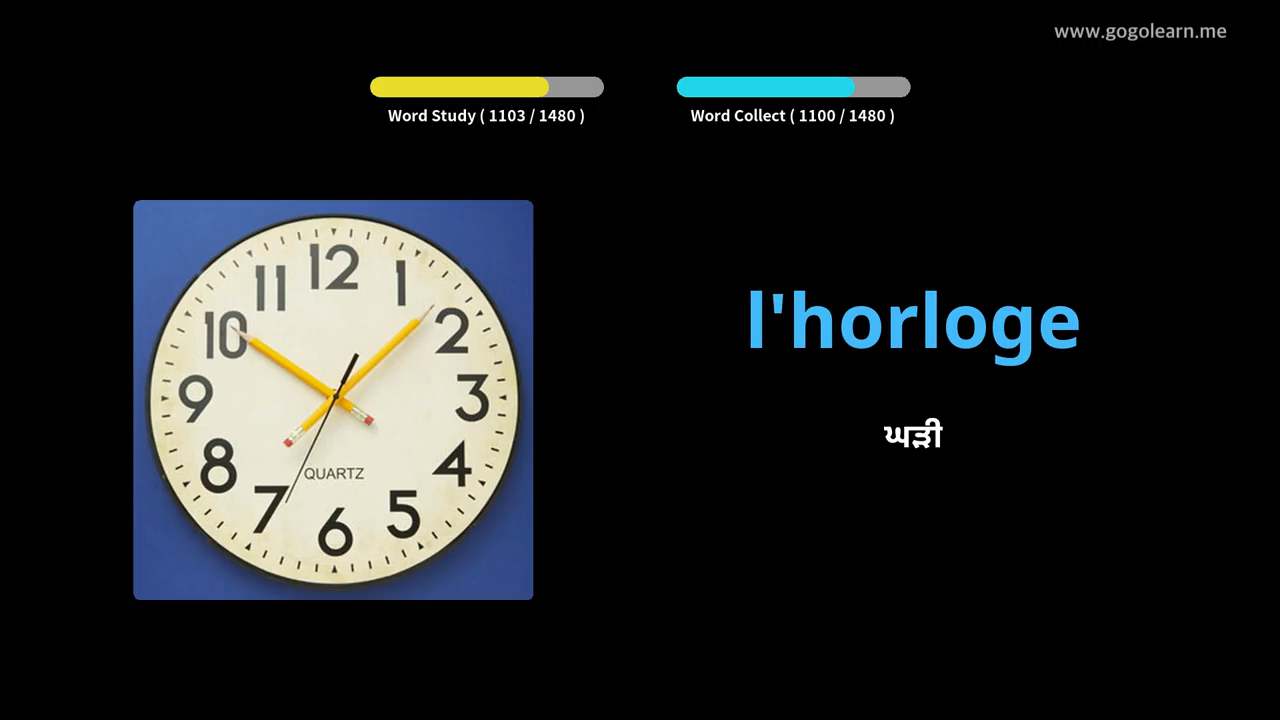 www.gogolearn.me
Word Study ( 1103 / 1480 )
Word Collect ( 1100 / 1480 )
12
11
1
10
2
9
3
8
4
QUARTZ
7
5
6
l'horloge
ਘੜੀ